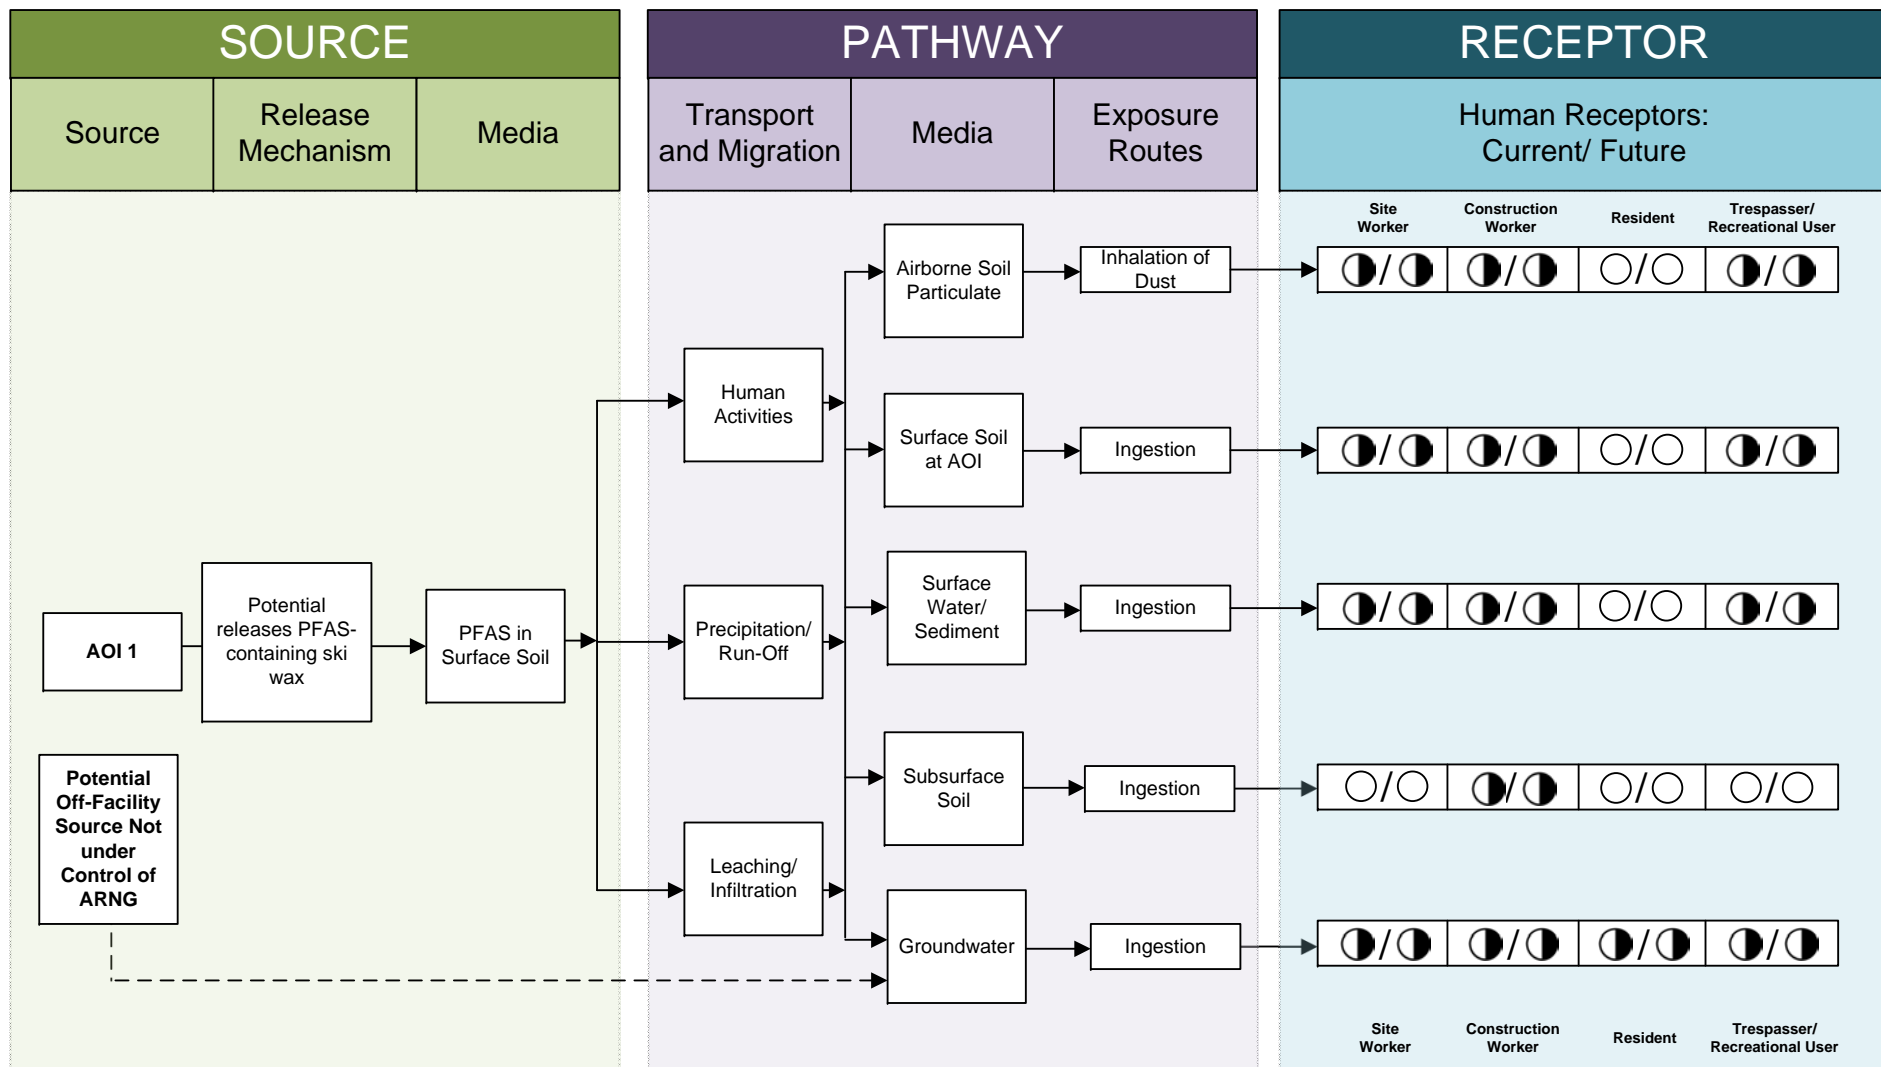 SOURCE
PATHWAY
RECEPTOR
Source
Release
Mechanism
Media
Transport
and Migration
Media
Exposure
Routes
Human Receptors:
Current/ Future
Site
Worker
Construction
Worker
Resident
Trespasser/
Recreational User
Airborne Soil
Particulate
Inhalation of
Dust
/
/
/
/
Human
Activities
Surface Soil
at AOI
Ingestion
/
/
/
/
AOI 1
Potential
releases PFAS-
containing ski
wax
PFAS in
Surface Soil
Precipitation/
Run-Off
Surface
Water/
Sediment
Ingestion
/
/
/
/
Potential
Off-Facility
Source Not
under
Control of
ARNG
Subsurface
Soil
Ingestion
/
/
/
/
Leaching/
Infiltration
Groundwater
Ingestion
/
/
/
/
Site
Worker
Construction
Worker
Resident
Trespasser/
Recreational User